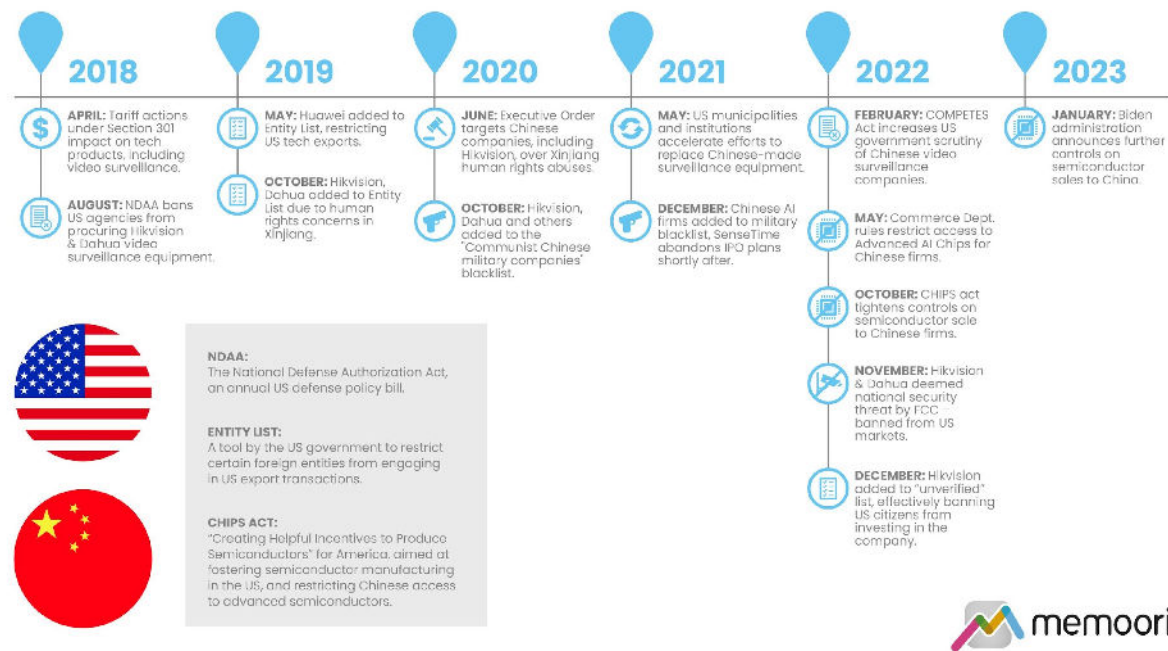 2018
APRIL: Tariff actions
under Section 301
impact on tech
products, including
video surveillance.
AUGUST: NDAA bans
US agencies from
procuring Hikvision
& Dahua video
surveillance equipment.
2019
MAY: Huawei added to
Entity List, restricting
US tech exports.
OCTOBER: Hikvision,
Dahua added to Entity
List due to human
rights concerns in
Xinjiang.
2020
JUNE: Executive Order
targets Chinese
companies, including
Hikvision, over Xinjiang
human rights abuses.
OCTOBER: Hikvision,
Dahua and others
added to the
"Communist Chinese
military companies"
blacklist.
2021
MAY: US municipalities
and institutions
accelerate efforts to
replace Chinese-made
surveillance equipment.
DECEMBER: Chinese AI
firms added to military
blacklist, SenseTime
abandons IPO plans
shortly after.
2022
FEBRUARY: COMPETES
Act increases US
government scrutiny
of Chinese video
surveillance
companies.
MAY: Commerce Dept.
rules restrict access to
Advanced AI Chips for
Chinese firms.
OCTOBER: CHIPS act
tightens controls on
semiconductor sale
to Chinese firms.
NOVEMBER: Hikvision
& Dahua deemed
national security
threat by FCC –
banned from US
markets.
DECEMBER: Hikvision
added to "unverified"
list, effectively banning
US citizens from
investing in the
company.
2023
JANUARY: Biden
administration
announces further
controls on
semiconductor
sales to China.
NDAA:
The National Defense Authorization Act,
an annual US defense policy bill.
ENTITY LIST:
A tool by the US government to restrict
certain foreign entities from engaging
in US export transactions.
CHIPS ACT:
"Creating Helpful Incentives to Produce
Semiconductors" for America, aimed at
fostering semiconductor manufacturing
in the US, and restricting Chinese access
to advanced semiconductors.
$
memoori